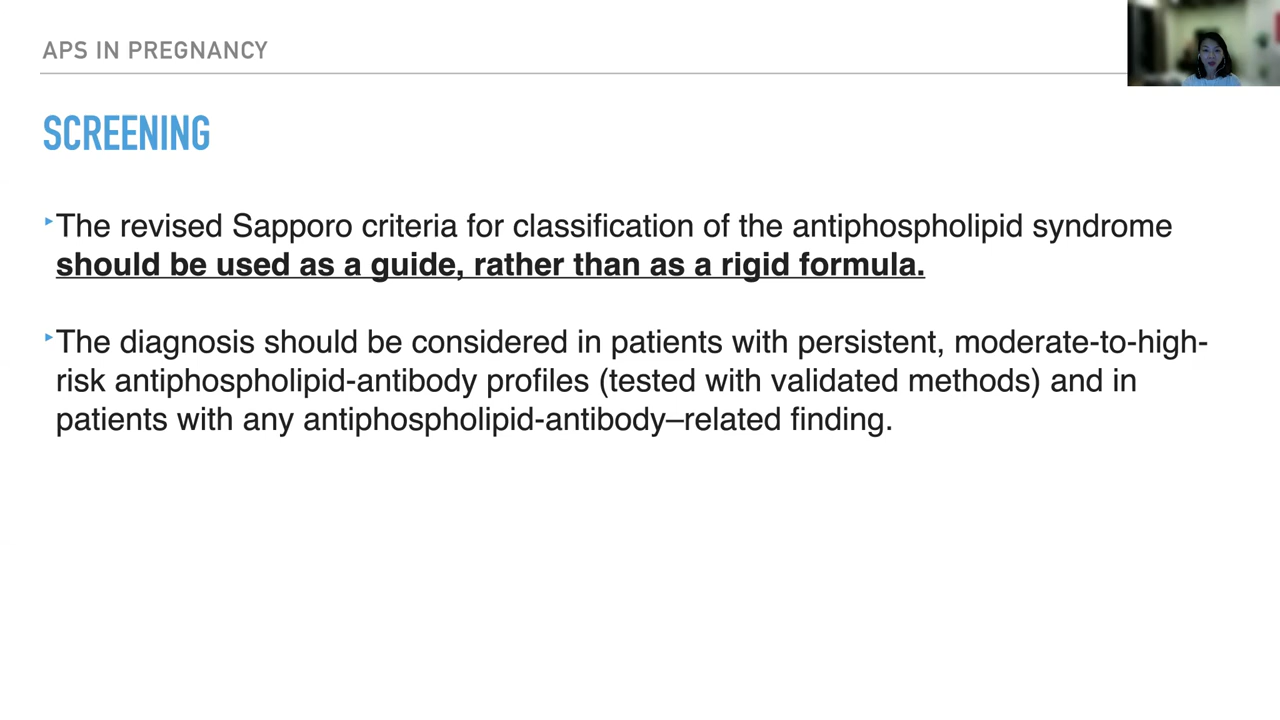 APS IN PREGNANCY
SCREENING
‣The revised Sapporo criteria for classification of the antiphospholipid syndrome
should be used as a guide, rather than as a rigid formula.
‣The diagnosis should be considered in patients with persistent, moderate-to-high-
risk antiphospholipid-antibody profiles (tested with validated methods) and in
patients with any antiphospholipid-antibody–related finding.